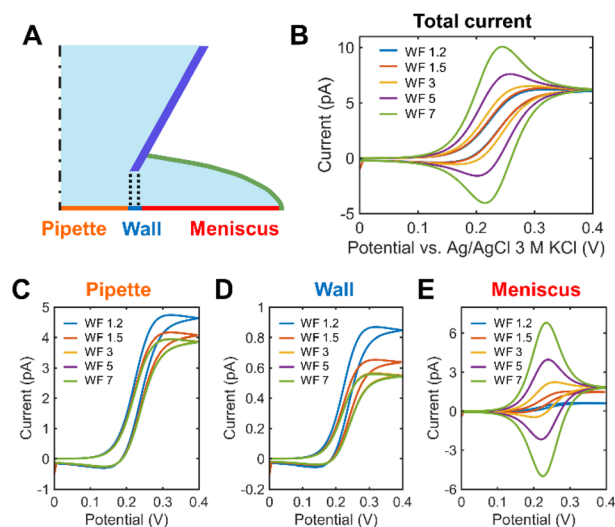 A
Pipette Wall Meniscus
B
Total current
WF 1.2
WF 1.5
WF 3
WF 5
WF 7
10
5
0
-5
Current (pA)
0 0.1 0.2 0.3 0.4
Potential vs. Ag/AgCl 3 M KCl (V)
C
Pipette
WF 1.2
WF 1.5
WF 3
WF 5
WF 7
5
4
3
2
1
0
-1
Current (pA)
0 0.1 0.2 0.3 0.4
Potential (V)
D
Wall
WF 1.2
WF 1.5
WF 3
WF 5
WF 7
1
0.8
0.6
0.4
0.2
0
-0.2
Current (pA)
0 0.1 0.2 0.3 0.4
Potential (V)
E
Meniscus
WF 1.2
WF 1.5
WF 3
WF 5
WF 7
6
3
0
-3
-6
Current (pA)
0 0.1 0.2 0.3 0.4
Potential (V)